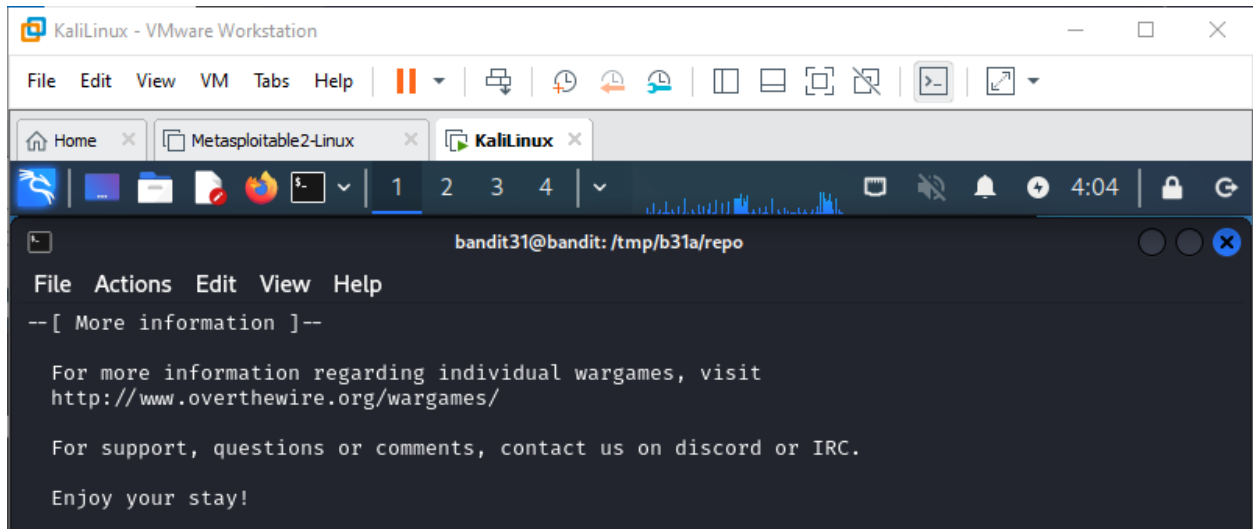 KaliLinux - VMware Workstation
File Edit View VM Tabs Help
Home Metasploitable2-Linux KaliLinux
1 2 3 4 4:04
bandit31@bandit: /tmp/b31a/repo
File Actions Edit View Help
--[ More information ]--
For more information regarding individual wargames, visit
http://www.overthewire.org/wargames/
For support, questions or comments, contact us on discord or IRC.
Enjoy your stay!